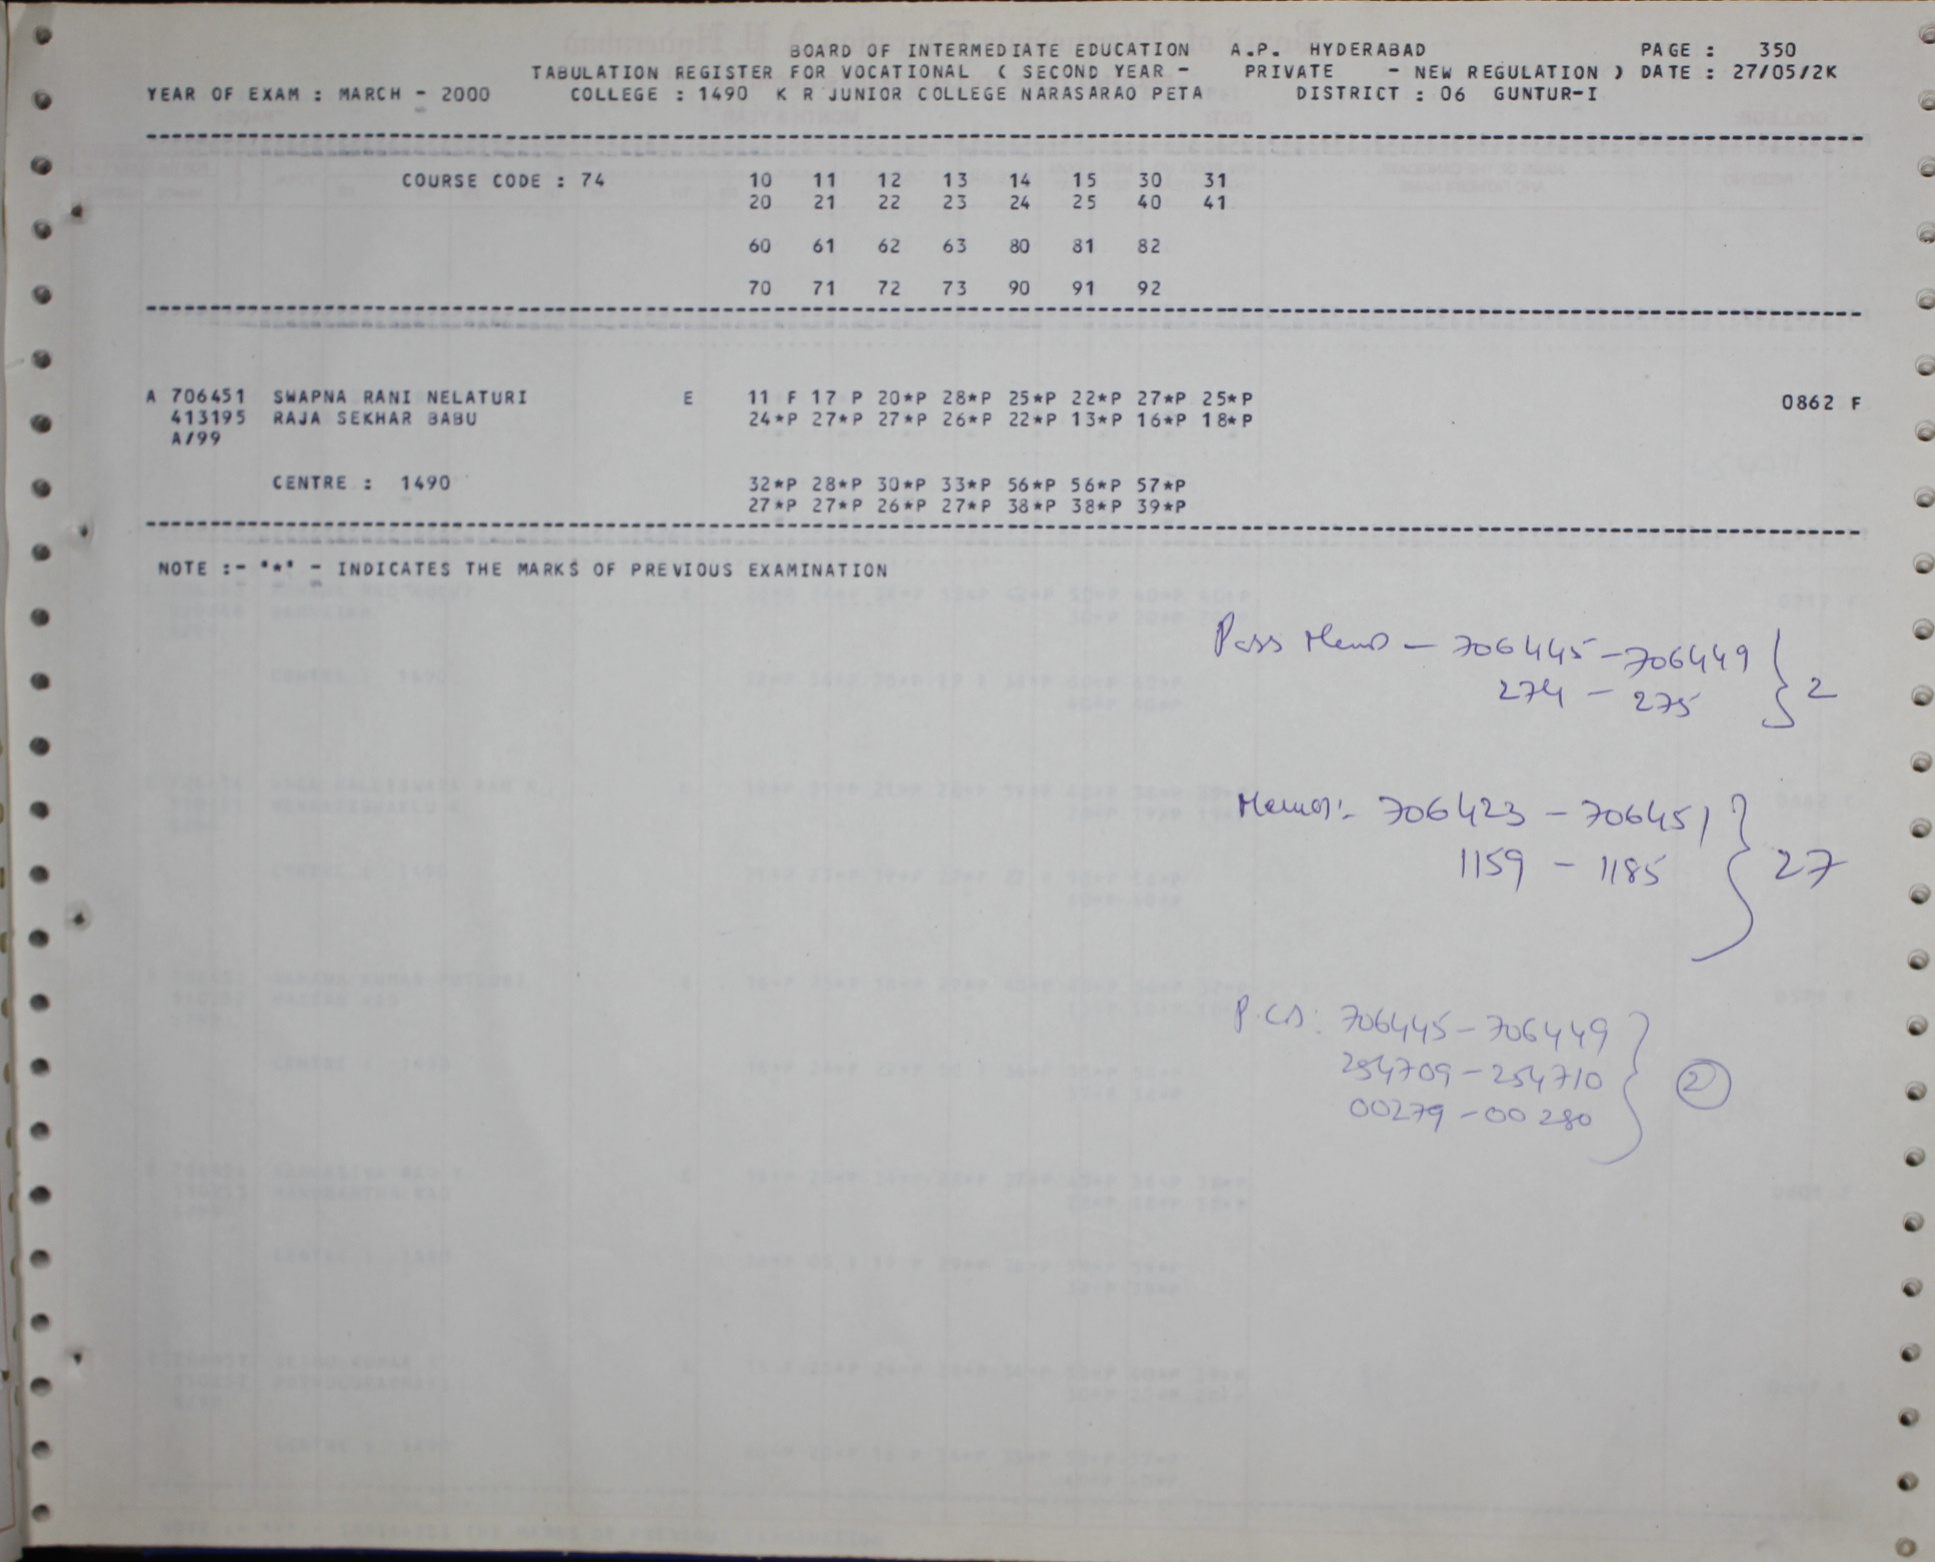 BOARD OF INTERMEDIATE EDUCATION A.P. HYDERABAD PAGE : 350
TABULATION REGISTER FOR VOCATIONAL ( SECOND YEAR - PRIVATE - NEW REGULATION ) DATE : 27/05/2K
YEAR OF EXAM : MARCH - 2000 COLLEGE : 1490 K R JUNIOR COLLEGE NARASARAO PETA DISTRICT : 06 GUNTUR-I
COURSE CODE : 74 10 11 12 13 14 15 30 31
20 21 22 23 24 25 40 41
60 61 62 63 80 81 82
70 71 72 73 90 91 92
A 706451 SWAPNA RANI NELATURI E 11 F 17 P 20*P 28*P 25*P 22*P 27*P 25*P 0862 F
413195 RAJA SEKHAR BABU 24*P 27*P 27*P 26*P 22*P 13*P 16*P 18*P
A/99
CENTRE : 1490 32*P 28*P 30*P 33*P 56*P 56*P 57*P
27*P 27*P 26*P 27*P 38*P 38*P 39*P
NOTE :- "*" - INDICATES THE MARKS OF PREVIOUS EXAMINATION
Pass Memo - 706445 - 706449
274 - 275 } 2
Memos:- 706423 - 706451
1159 - 1185 } 27
P.Cs: 706445 - 706449
254709 - 254710 } 2
00279 - 00280